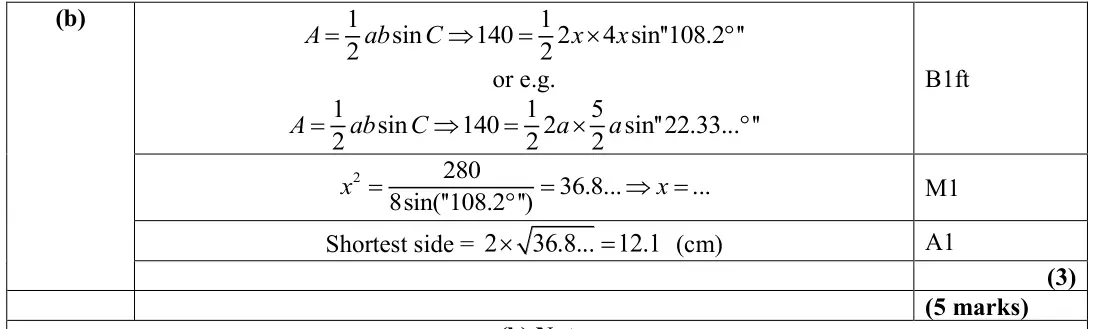 (b)
A = 1/2 ab sin C ⇒ 140 = 1/2 2x × 4x sin"108.2°"
or e.g.
A = 1/2 ab sin C ⇒ 140 = 1/2 2a × 5/2 a sin"22.33...°"
B1ft
x² = 280/8sin("108.2°") = 36.8... ⇒ x = ...
M1
Shortest side = 2 × √36.8... = 12.1 (cm)
A1
(3)
(5 marks)